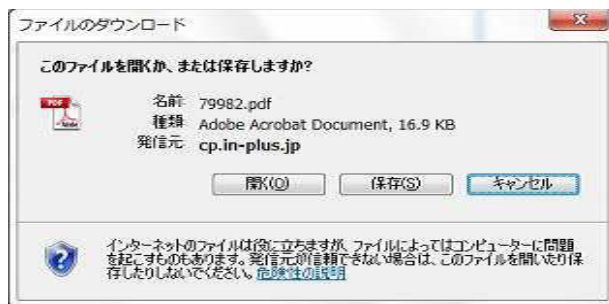 ファイルのダウンロード
このファイルを開くか、または保存しますか?
名前 79982.pdf
PDF
種類 Adobe Acrobat Document, 16.9 KB
Adobe
発信元 cp.in-plus.jp
開く(O) 保存(S) キャンセル
インターネットのファイルは役に立ちますが、ファイルによってはコンピューターに問題
を起こすものもあります。発信元が信頼できない場合は、このファイルを開いたり保
存したりしないでください。危険性の説明